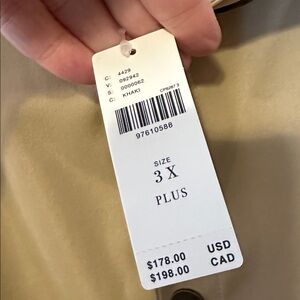 C: 4429
V: 092942
S: 0000062
C: KHAKI
97610588
SIZE
3 X
PLUS
$178.00 USD
$198.00 CAD